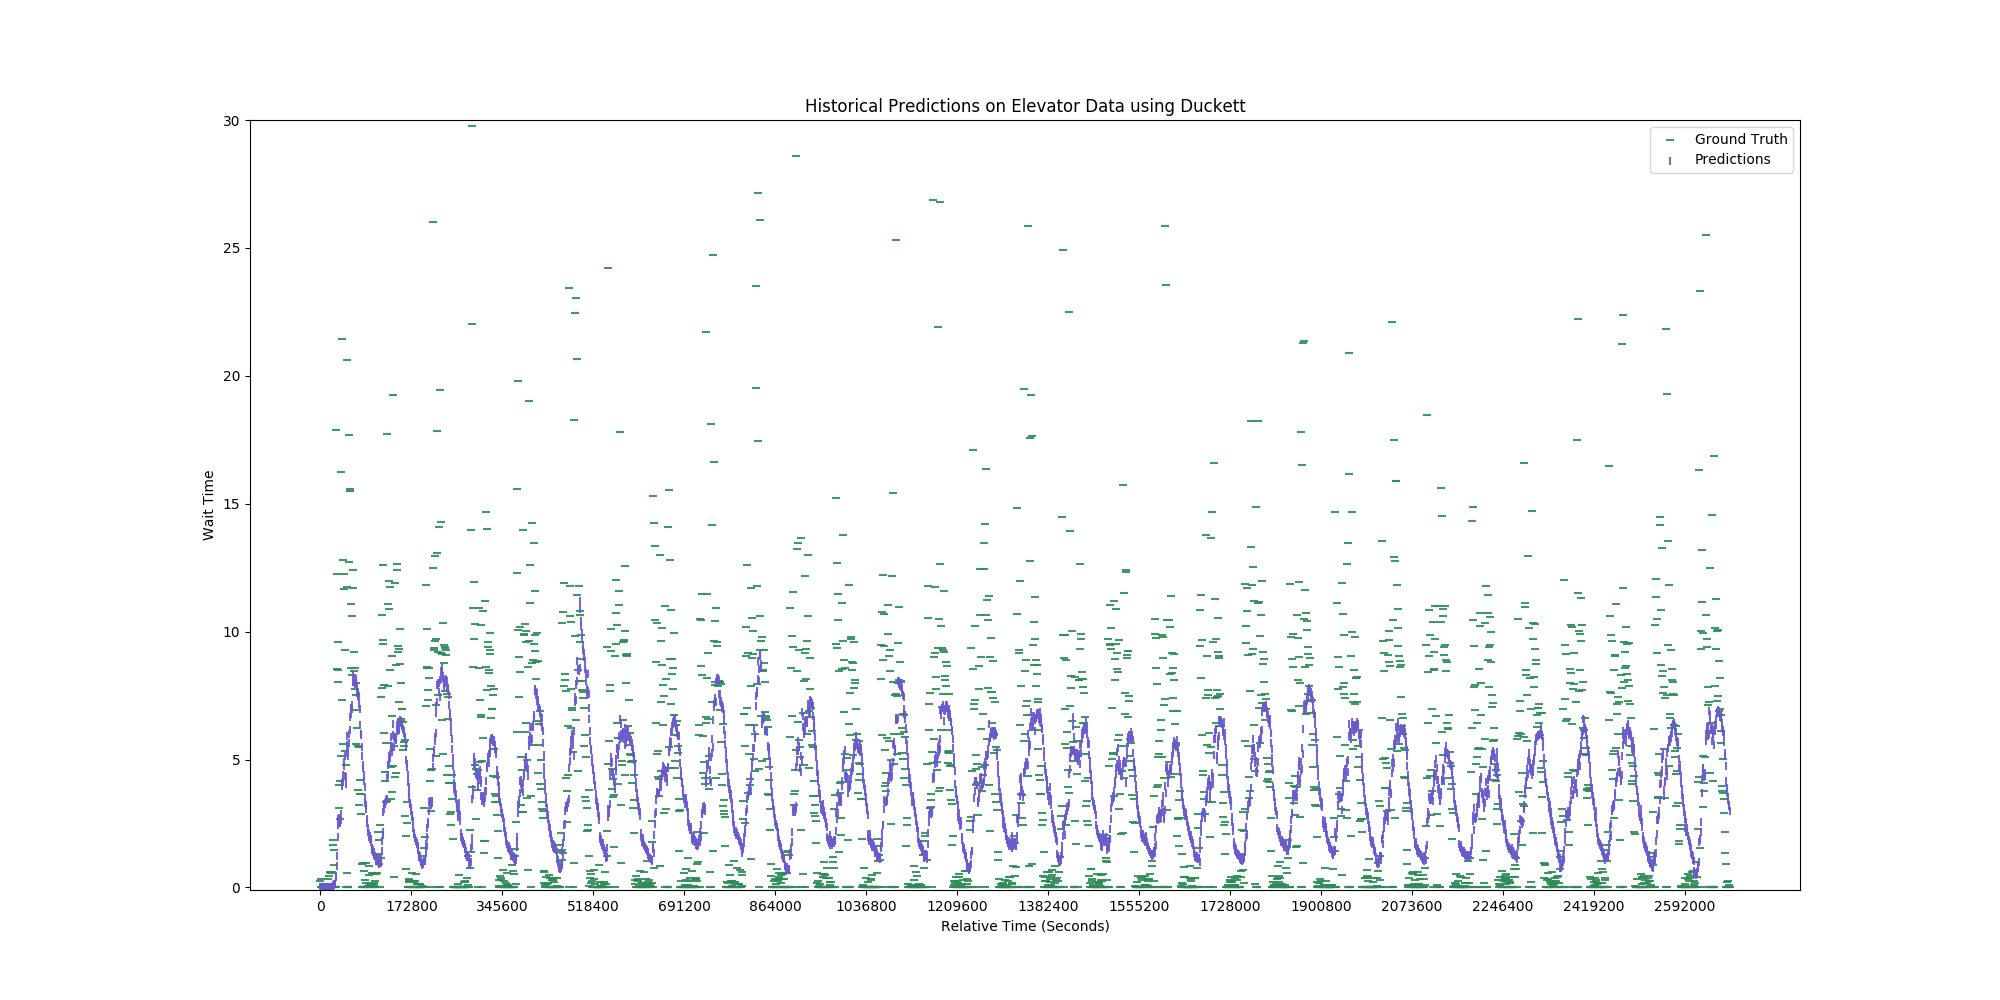 Historical Predictions on Elevator Data using Duckett
Ground Truth
Predictions
30
25
20
15
10
5
0
Wait Time
0 172800 345600 518400 691200 864000 1036800 1209600 1382400 1555200 1728000 1900800 2073600 2246400 2419200 2592000
Relative Time (Seconds)